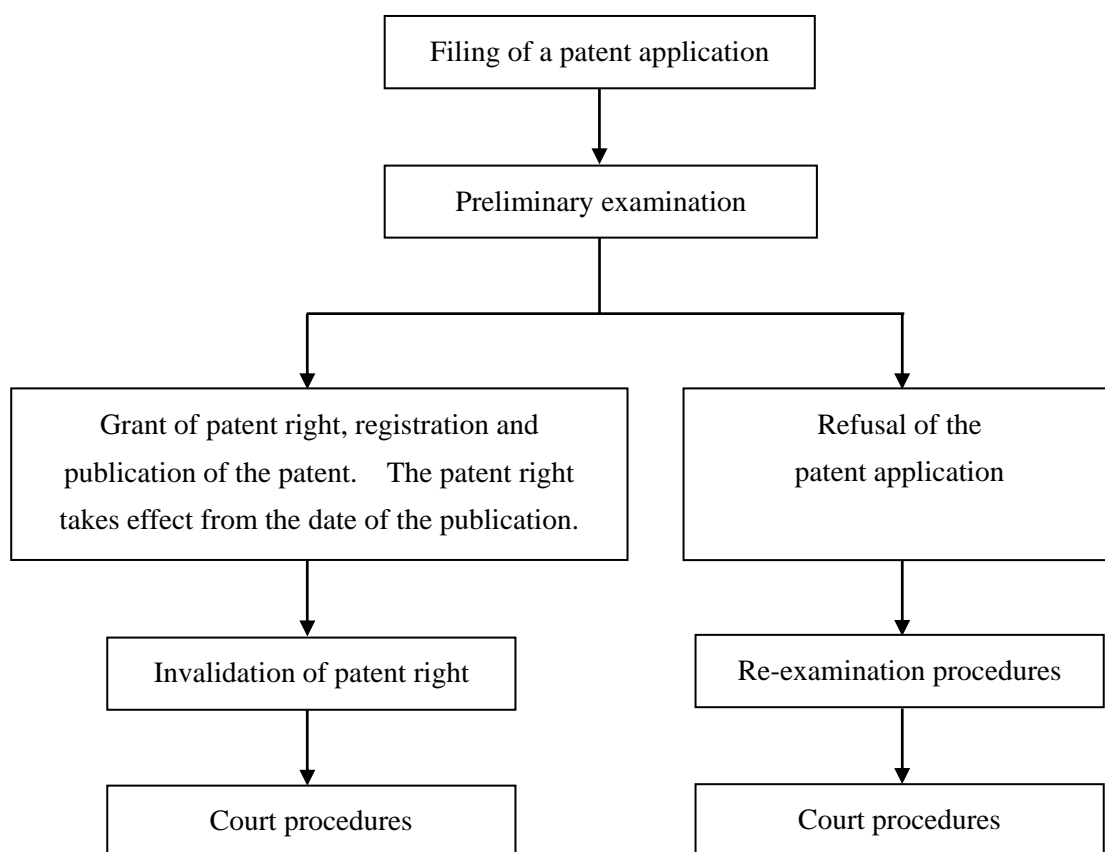 Filing of a patent application
Preliminary examination
Grant of patent right, registration and
publication of the patent. The patent right
takes effect from the date of the publication.
Refusal of the
patent application
Invalidation of patent right
Re-examination procedures
Court procedures
Court procedures